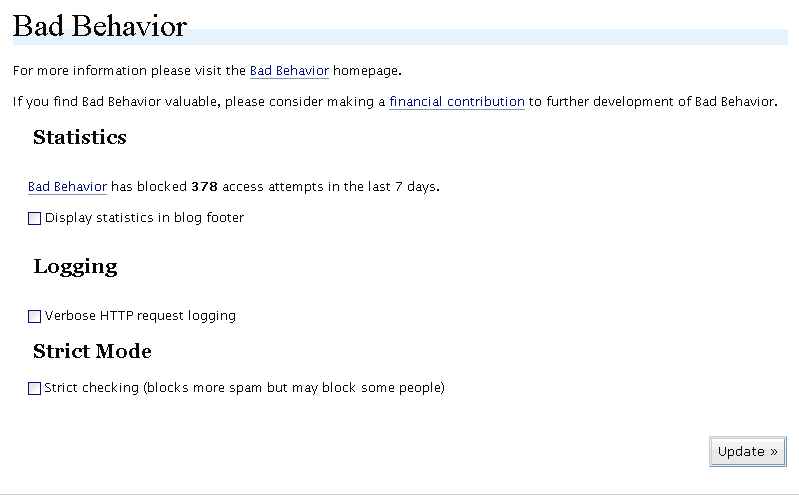 Bad Behavior
For more information please visit the Bad Behavior homepage.
If you find Bad Behavior valuable, please consider making a financial contribution to further development of Bad Behavior.
Statistics
Bad Behavior has blocked 378 access attempts in the last 7 days.
Display statistics in blog footer
Logging
Verbose HTTP request logging
Strict Mode
Strict checking (blocks more spam but may block some people)
Update »